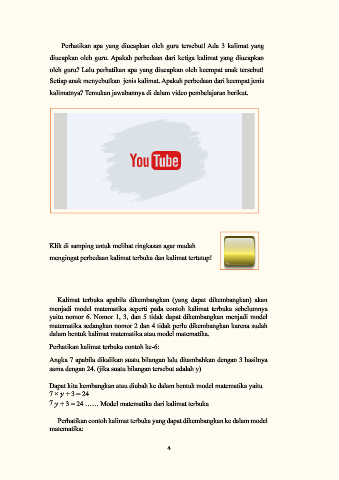 Perhatikan apa yang diucapkan oleh guru tersebut! Ada 3 kalimat yang
diucapkan oleh guru. Apakah perbedaan dari ketiga kalimat yang diucapkan
oleh guru? Lalu perhatikan apa yang diucapkan oleh keempat anak tersebut!
Setiap anak menyebutkan jenis kalimat. Apakah perbedaan dari keempat jenis
kalimatnya? Temukan jawabannya di dalam video pembelajaran berikut.
YouTube
Klik di samping untuk melihat ringkasan agar mudah
mengingat perbedaan kalimat terbuka dan kalimat tertutup!
Kalimat terbuka apabila dikembangkan (yang dapat dikembangkan) akan
menjadi model matematika seperti pada contoh kalimat terbuka sebelumnya
yaitu nomor 6. Nomor 1, 3, dan 5 tidak dapat dikembangkan menjadi model
matematika sedangkan nomor 2 dan 4 tidak perlu dikembangkan karena sudah
dalam bentuk kalimat matematika atau model matematika.
Perhatikan kalimat terbuka contoh ke-6:
Angka 7 apabila dikalikan suatu bilangan lalu ditambahkan dengan 3 hasilnya
sama dengan 24. (jika suatu bilangan tersebut adalah y)
Dapat kita kembangkan atau diubah ke dalam bentuk model matematika yaitu
7 × y + 3 = 24
7 y + 3 = 24 …… Model matematika dari kalimat terbuka
Perhatikan contoh kalimat terbuka yang dapat dikembangkan ke dalam model
matematika:
4